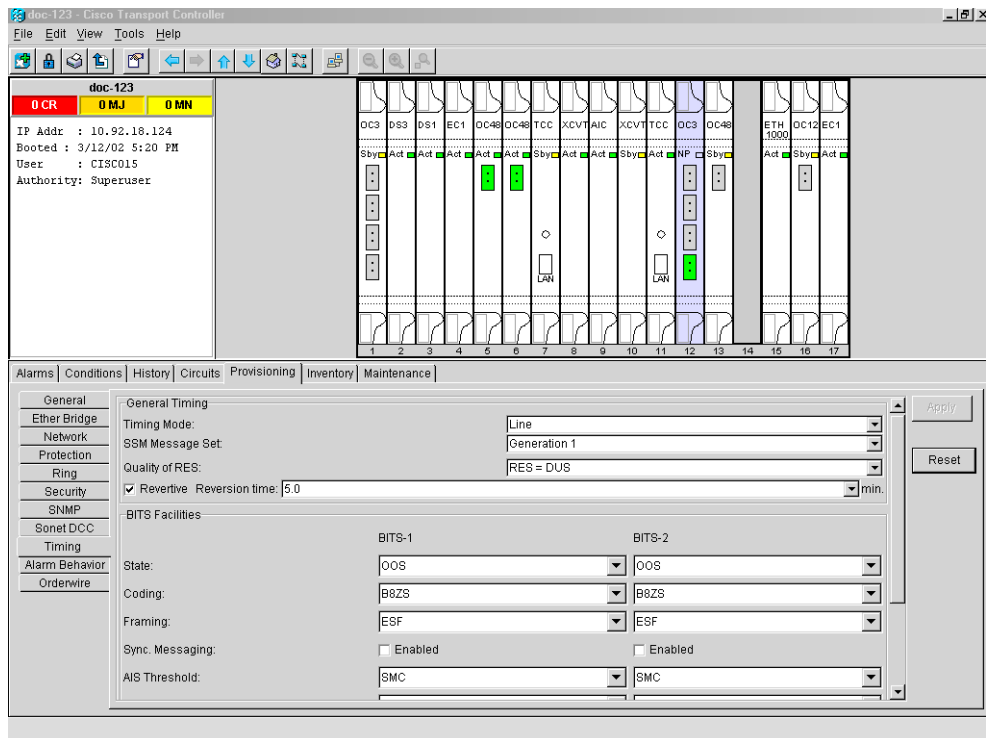 doc-123 - Cisco Transport Controller
File Edit View Tools Help
doc-123
0 CR 0 MJ 0 MN
IP Addr : 10.92.18.124
Booted : 3/12/02 5:20 PM
User : CISCO15
Authority: Superuser
OC3 DS3 DS1 EC1 OC48 OC48 TCC XCVT AIC XCVT TCC OC3 OC48 ETH 1000 OC12 EC1
Sby Act Act Act Act Act Sby Act Act Sby Act NP Sby Act Sby Act
LAN LAN
1 2 3 4 5 6 7 8 9 10 11 12 13 14 15 16 17
Alarms Conditions History Circuits Provisioning Inventory Maintenance
General
Ether Bridge
Network
Protection
Ring
Security
SNMP
Sonet DCC
Timing
Alarm Behavior
Orderwire
General Timing
Timing Mode: Line
SSM Message Set: Generation 1
Quality of RES: RES = DUS
Revertive Reversion time: 5.0 min.
BITS Facilities
BITS-1 BITS-2
State: OOS OOS
Coding: B8ZS B8ZS
Framing: ESF ESF
Sync. Messaging: Enabled Enabled
AIS Threshold: SMC SMC
Apply
Reset